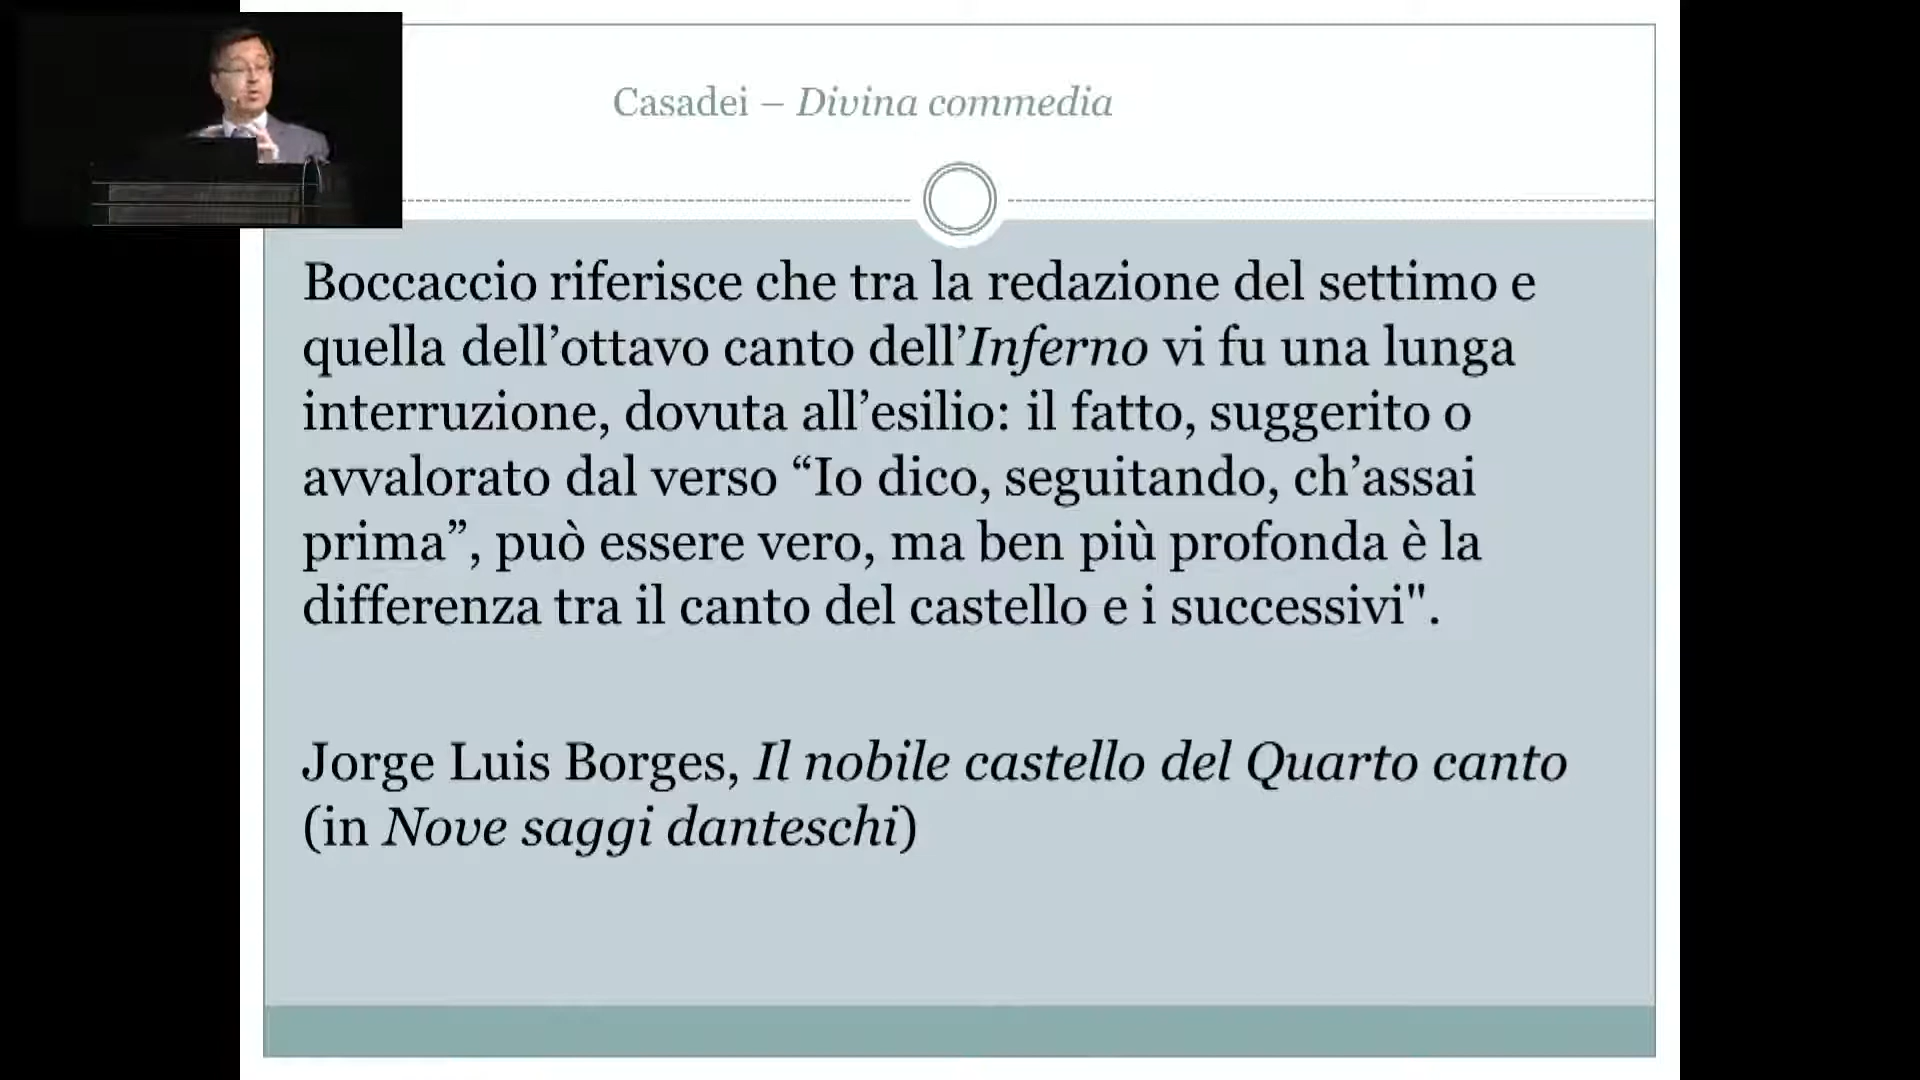 Casadei – Divina commedia
Boccaccio riferisce che tra la redazione del settimo e
quella dell’ottavo canto dell’Inferno vi fu una lunga
interruzione, dovuta all’esilio: il fatto, suggerito o
avvalorato dal verso “Io dico, seguitando, ch’assai
prima”, può essere vero, ma ben più profonda è la
differenza tra il canto del castello e i successivi".
Jorge Luis Borges, Il nobile castello del Quarto canto
(in Nove saggi danteschi)